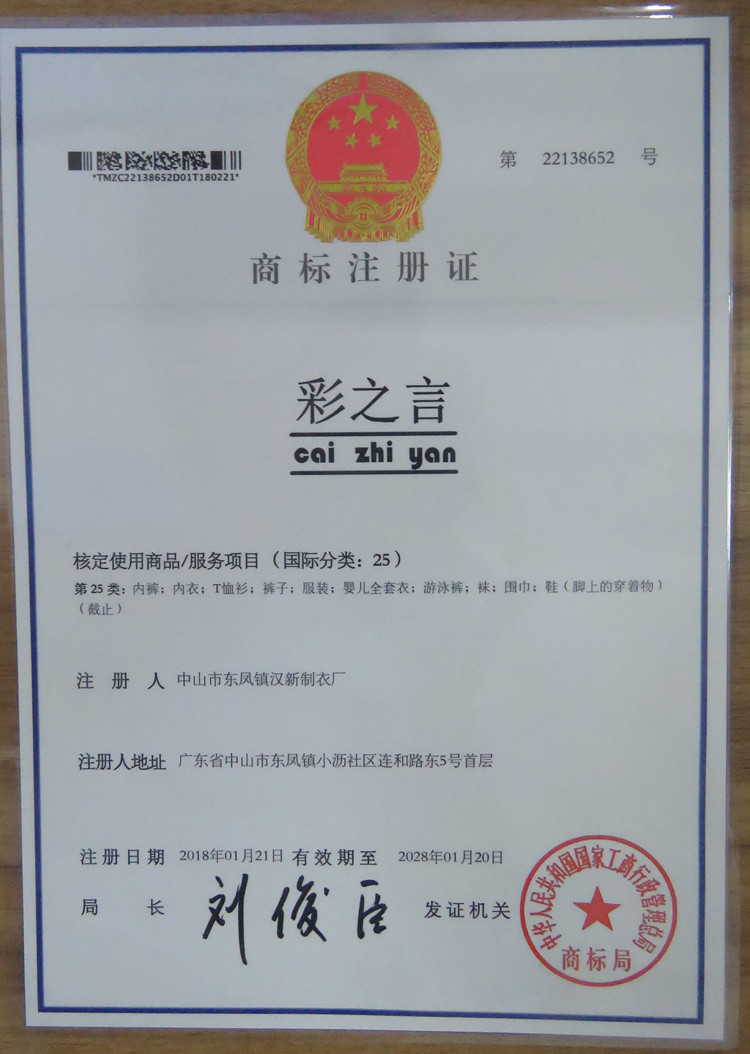 *TMZC22138652D01T180221*
第 22138652 号
商标注册证
彩之言
cai zhi yan
核定使用商品/服务项目（国际分类：25）
第 25 类：内裤；内衣；T恤衫；裤子；服装；婴儿全套衣；游泳裤；袜；围巾；鞋（脚上的穿着物）
（截止）
注 册 人 中山市东凤镇汉新制衣厂
注册人地址 广东省中山市东凤镇小沥社区连和路东5号首层
注册日期 2018年01月21日 有效期至 2028年01月20日
局 长 刘俊臣 发证机关
中华人民共和国国家工商行政管理总局
商标局